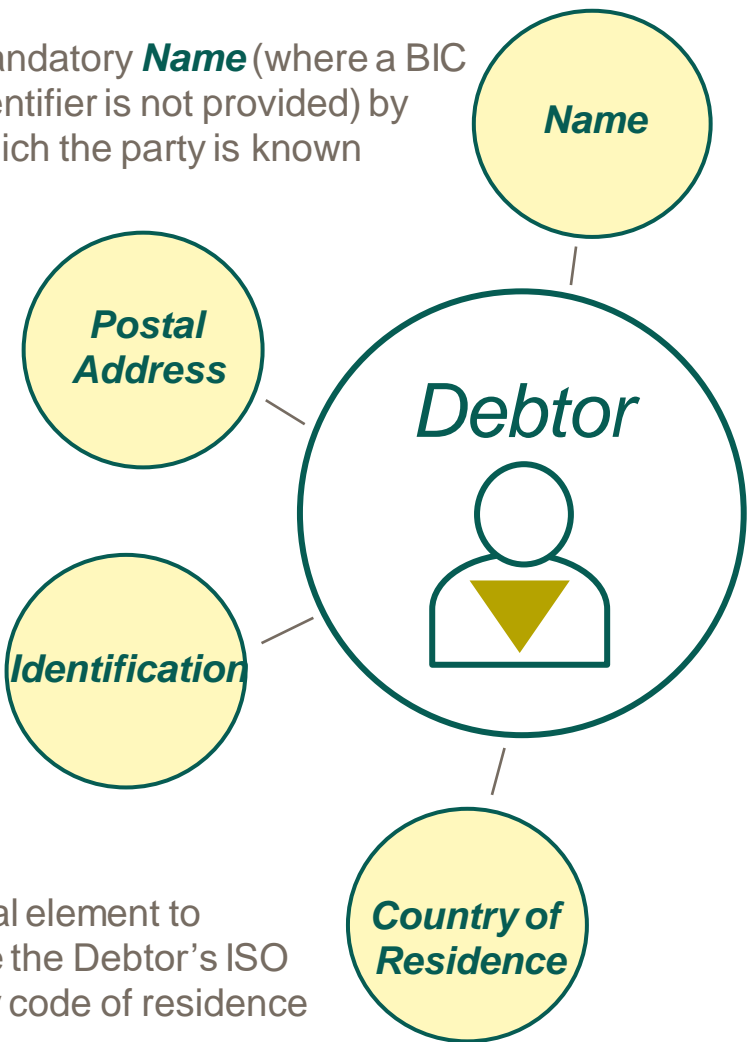 andatory Name (where a BIC
entifier is not provided) by
hich the party is known
Name
Postal
Address
Debtor
Identification
al element to
e the Debtor's ISO
code of residence
Country of
Residence